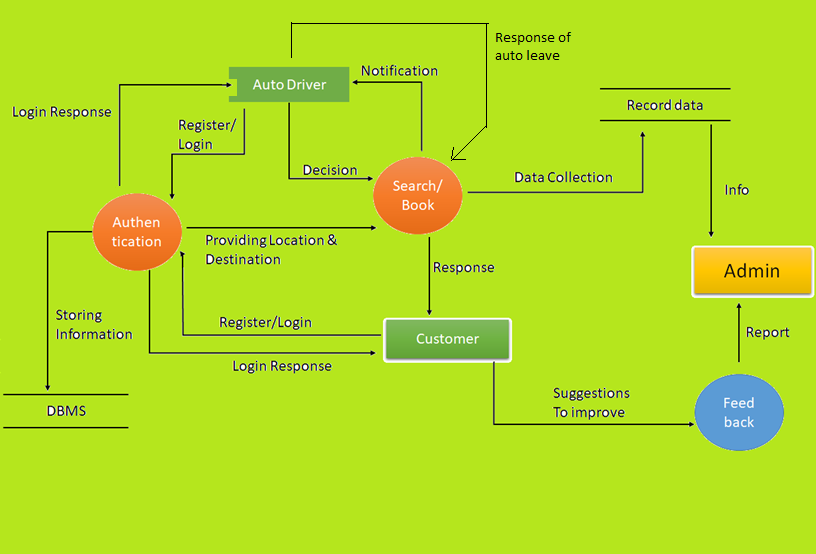 Response of
auto leave
Notification
Auto Driver
Login Response
Record data
Register/
Login
Decision
Data Collection
Search/
Book
Info
Authen
tication
Providing Location &
Destination
Response
Admin
Storing
Information
Register/Login
Customer
Report
Login Response
Suggestions
To improve
Feed
back
DBMS